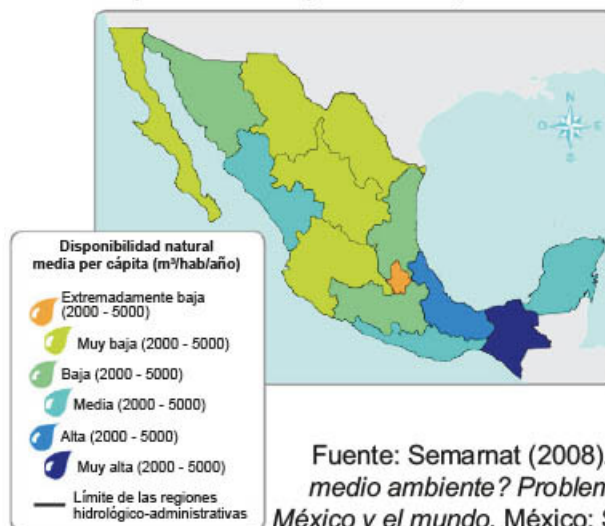 N
O E
S
Disponibilidad natural
media per cápita (m³/hab/año)
Extremadamente baja
(2000 - 5000)
Muy baja (2000 - 5000)
Baja (2000 - 5000)
Media (2000 - 5000)
Alta (2000 - 5000)
Muy alta (2000 - 5000)
Límite de las regiones
hidrológico-administrativas
Fuente: Semarnat (2008)
medio ambiente? Problem
México y el mundo. México: